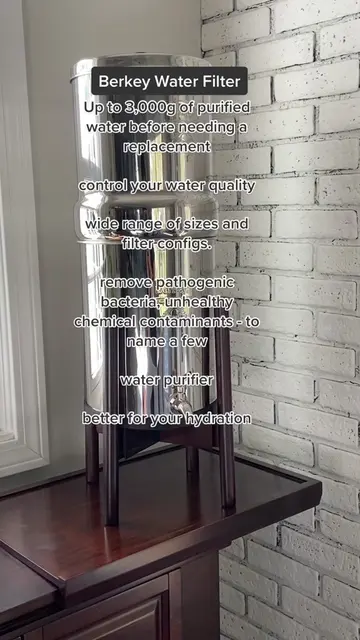 Berkey Water Filter
Up to 3,000g of purified
water before needing a
replacement
control your water quality
wide range of sizes and
filter configs.
remove pathogenic
bacteria, unhealthy
chemical contaminants - to
name a few
water purifier
better for your hydration